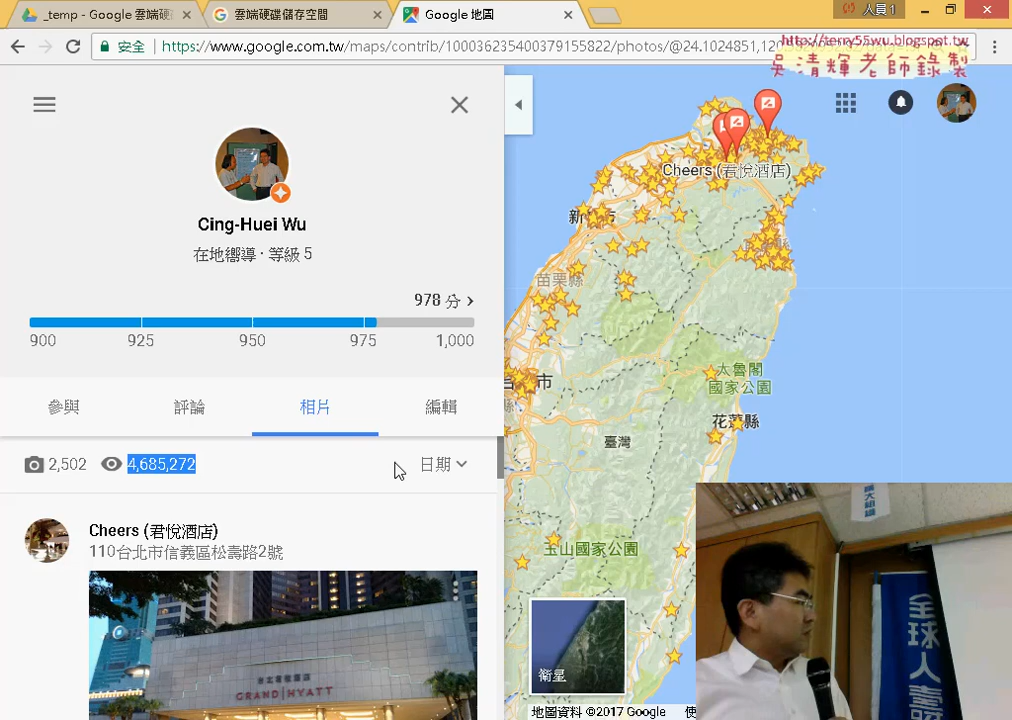 _temp - Google 雲端硬
雲端硬碟儲存空間
Google 地圖
人員 1
安全
https://www.google.com.tw/maps/contrib/100036235400379155822/photos/@24.1024851,120
http://terry55wu.blogspot.tw
吳清輝老師錄製
Cing-Huei Wu
在地嚮導 · 等級 5
978 分
900
925
950
975
1,000
參與
評論
相片
編輯
2,502
4,685,272
日期
Cheers (君悅酒店)
110台北市信義區松壽路2號
GRAND HYATT
Cheers (君悅酒店)
苗栗縣
太魯閣
國家公園
花蓮縣
臺灣
玉山國家公園
衛星
地圖資料 ©2017 Google
使
全球人壽